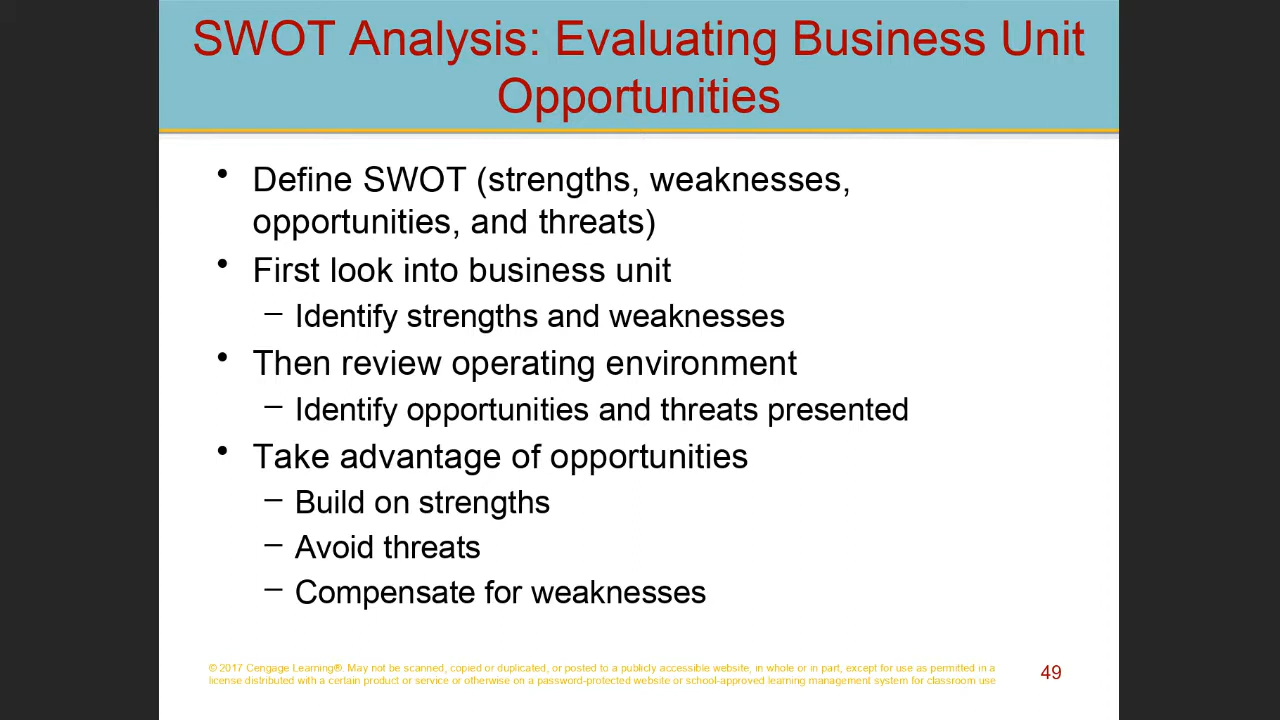 SWOT Analysis: Evaluating Business Unit
Opportunities
• Define SWOT (strengths, weaknesses,
opportunities, and threats)
• First look into business unit
– Identify strengths and weaknesses
• Then review operating environment
– Identify opportunities and threats presented
• Take advantage of opportunities
– Build on strengths
– Avoid threats
– Compensate for weaknesses
© 2017 Cengage Learning®. May not be scanned, copied or duplicated, or posted to a publicly accessible website, in whole or in part, except for use as permitted in a
license distributed with a certain product or service or otherwise on a password-protected website or school-approved learning management system for classroom use
49